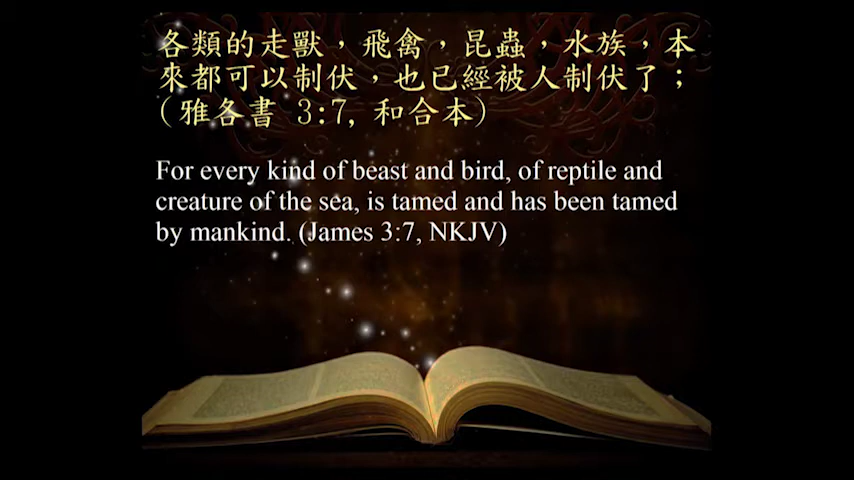 各類的走獸，飛禽，昆蟲，水族，本
來都可以制伏，也已經被人制伏了；
（雅各書 3:7, 和合本）
For every kind of beast and bird, of reptile and
creature of the sea, is tamed and has been tamed
by mankind. (James 3:7, NKJV)